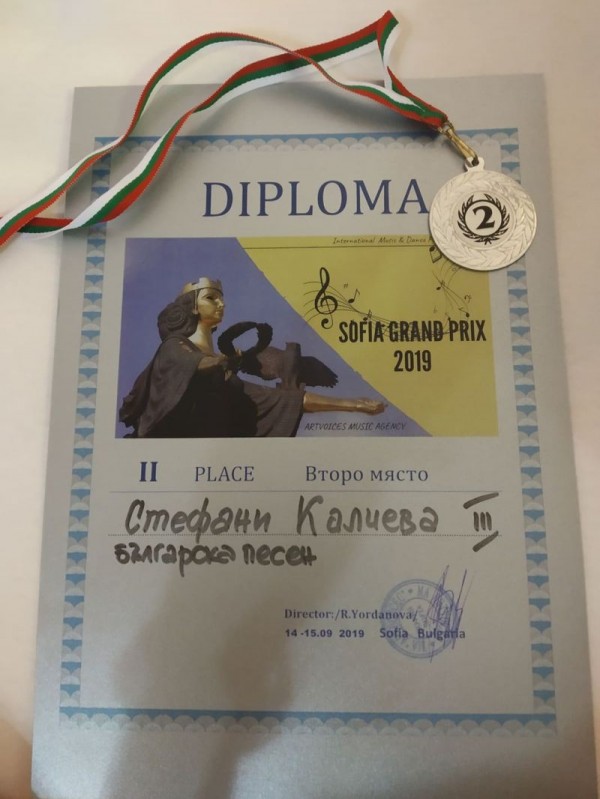 DIPLOMA
2
International Music & Dance
SOFIA GRAND PRIX
2019
ARTVOICES MUSIC AGENCY
II PLACE Второ място
Стефани Калчева III
Българска песен
Director:/R.Yordanova/
14-15.09 2019 Sofia Bulgaria